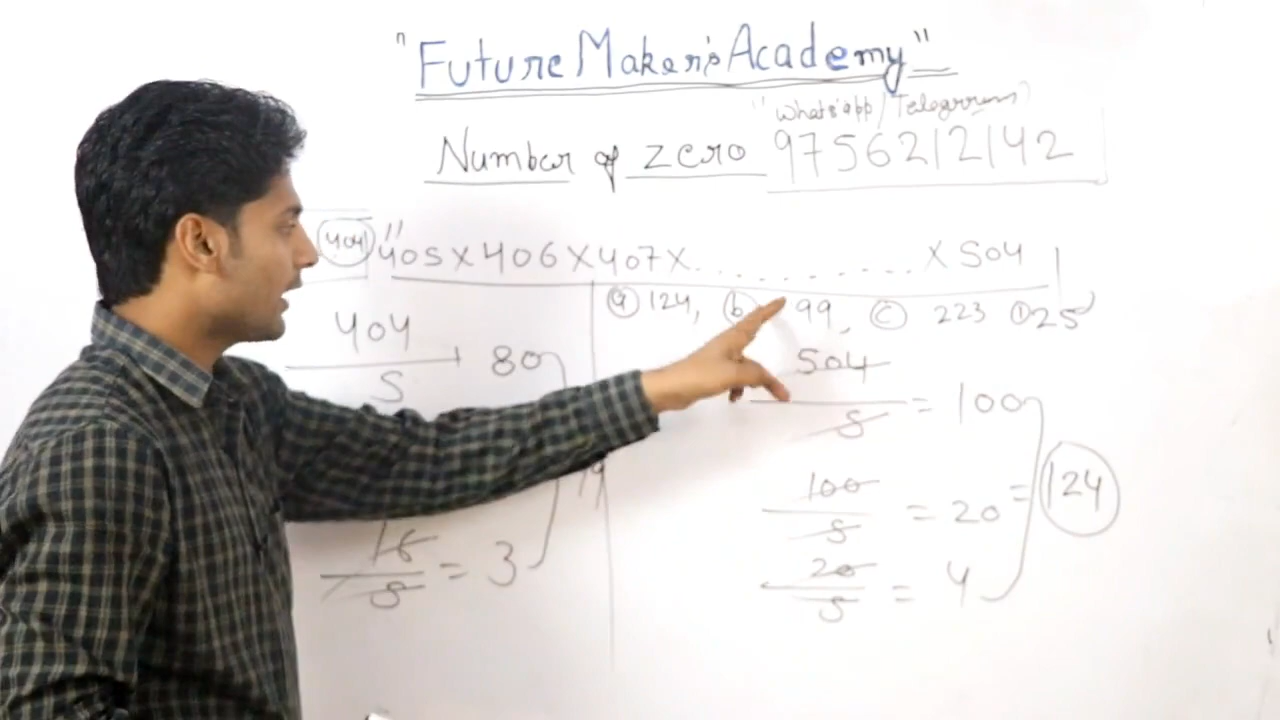 "Future Maker's Academy"
"Whatsapp/Telegrram)
Number of zero 9756212142
404 "405 X 406 X 407 X.............. X 504
(a) 124, (b) 99, (c) 223 (D) 25
404
5
80
16
5 = 3
504
5 = 100
100
5 = 20
= 124
20
5 = 4